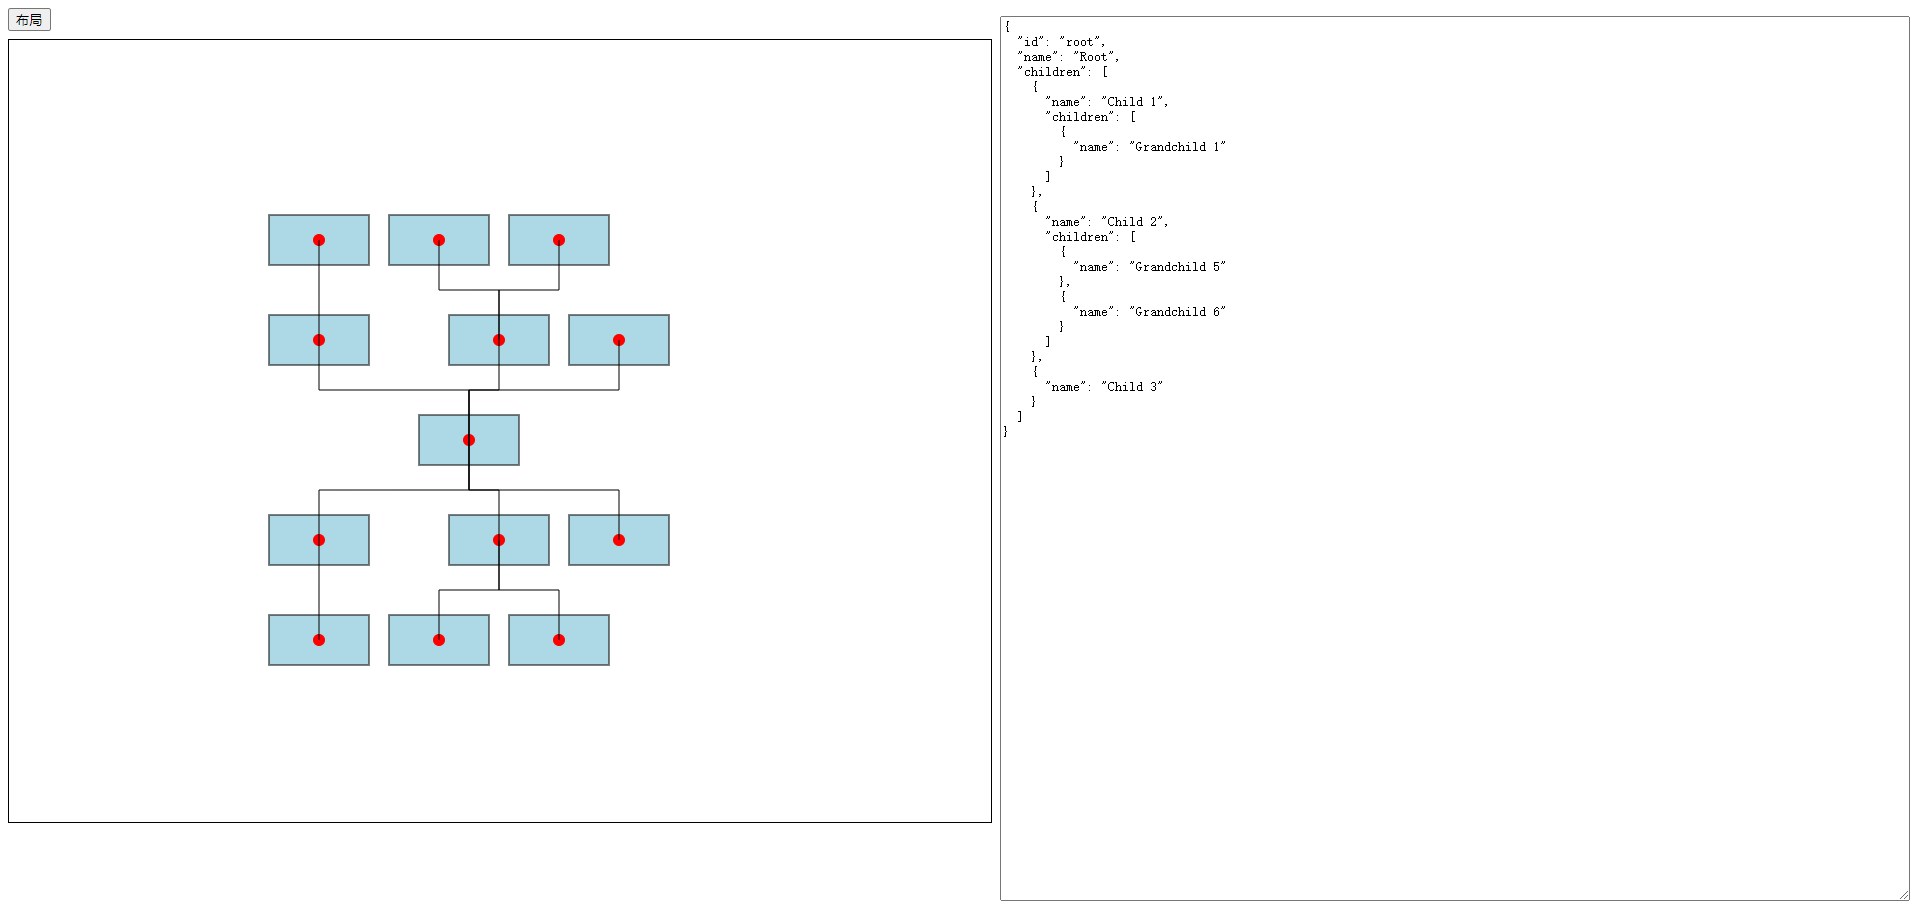 布局
{
  "id": "root",
  "name": "Root",
  "children": [
    {
      "name": "Child 1",
      "children": [
        {
          "name": "Grandchild 1"
        }
      ]
    },
    {
      "name": "Child 2",
      "children": [
        {
          "name": "Grandchild 5"
        },
        {
          "name": "Grandchild 6"
        }
      ]
    },
    {
      "name": "Child 3"
    }
  ]
}